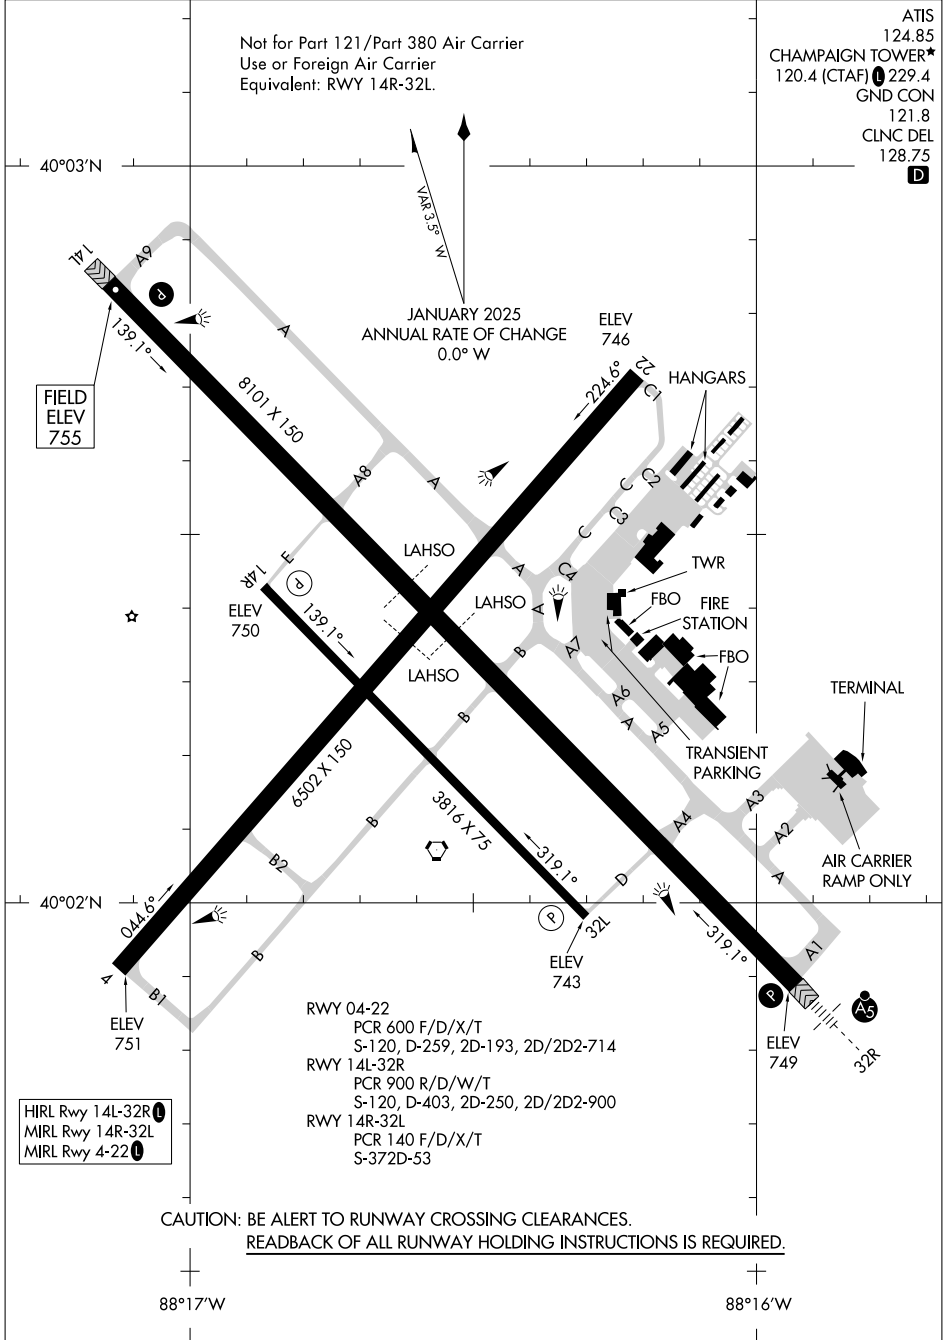 ATIS
124.85
CHAMPAIGN TOWER★
120.4 (CTAF) L 229.4
GND CON
121.8
CLNC DEL
128.75
D
Not for Part 121/Part 380 Air Carrier
Use or Foreign Air Carrier
Equivalent: RWY 14R-32L.
40°03'N
VAR 3.5° W
JANUARY 2025
ANNUAL RATE OF CHANGE
0.0° W
14L
A9
P
139.1°
A
FIELD
ELEV
755
8101 X 150
ELEV
746
22
224.6°
C1
HANGARS
A8
A
C
C2
C3
C
LAHSO
A
C4
TWR
E
14R
P
ELEV
750
139.1°
LAHSO
A
FBO
FIRE
STATION
B
A7
FBO
LAHSO
A6
A
A5
B
TERMINAL
TRANSIENT
PARKING
6502 X 150
3816 X 75
B
A4
A3
A2
B2
319.1°
D
A
AIR CARRIER
RAMP ONLY
40°02'N
044.6°
P
32L
319.1°
A1
B
4
B1
ELEV
743
P
A5
ELEV
751
ELEV
749
32R
RWY 04-22
PCR 600 F/D/X/T
S-120, D-259, 2D-193, 2D/2D2-714
RWY 14L-32R
PCR 900 R/D/W/T
S-120, D-403, 2D-250, 2D/2D2-900
RWY 14R-32L
PCR 140 F/D/X/T
S-372D-53
HIRL Rwy 14L-32R L
MIRL Rwy 14R-32L
MIRL Rwy 4-22 L
CAUTION: BE ALERT TO RUNWAY CROSSING CLEARANCES.
READBACK OF ALL RUNWAY HOLDING INSTRUCTIONS IS REQUIRED.
88°17'W
88°16'W